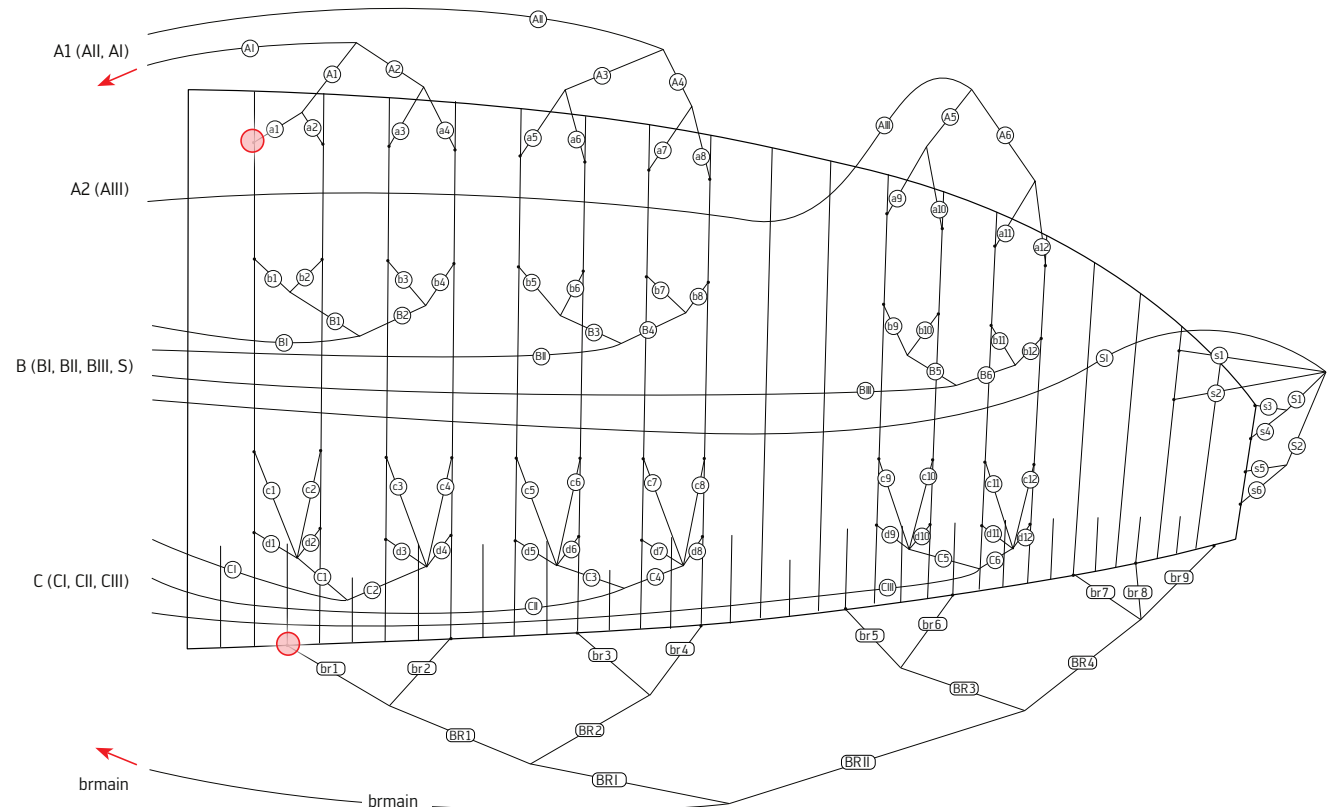 AII
A1 (AII, AI)
AI
A1 A2 A3 A4
a1 a2 a3 a4 a5 a6 a7 a8
AIII A5 A6
A2 (AIII)
a9 a10 a11 a12
b1 b2 b3 b4 b5 b6 b7 b8
b9 b10 b11 b12
B1 B2 B3 B4 B5 B6
BI BII BIII SI
B (BI, BII, BIII, S)
s1
s2
s3 S1
s4
S2
s5
s6
c1 c2 c3 c4 c5 c6 c7 c8 c9 c10 c11 c12
d1 d2 d3 d4 d5 d6 d7 d8 d9 d10 d11 d12
CI C1 C2 C3 C4 C5 C6
C (CI, CII, CIII)
CII CIII
br1 br2 br3 br4 br5 br6 br7 br8 br9
BR1 BR2 BR3 BR4
BRI BRII
brmain
brmain